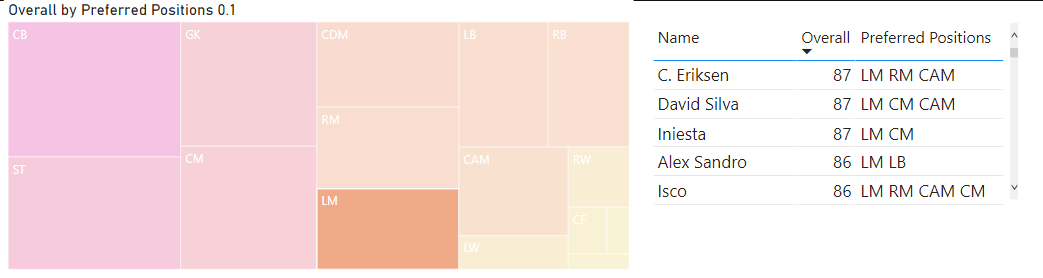 Overall by Preferred Positions 0.1
CB
GK
CDM
LB
RB
RM
ST
CM
CAM
RW
LM
CF
LW
Name Overall Preferred Positions
C. Eriksen 87 LM RM CAM
David Silva 87 LM CM CAM
Iniesta 87 LM CM
Alex Sandro 86 LM LB
Isco 86 LM RM CAM CM